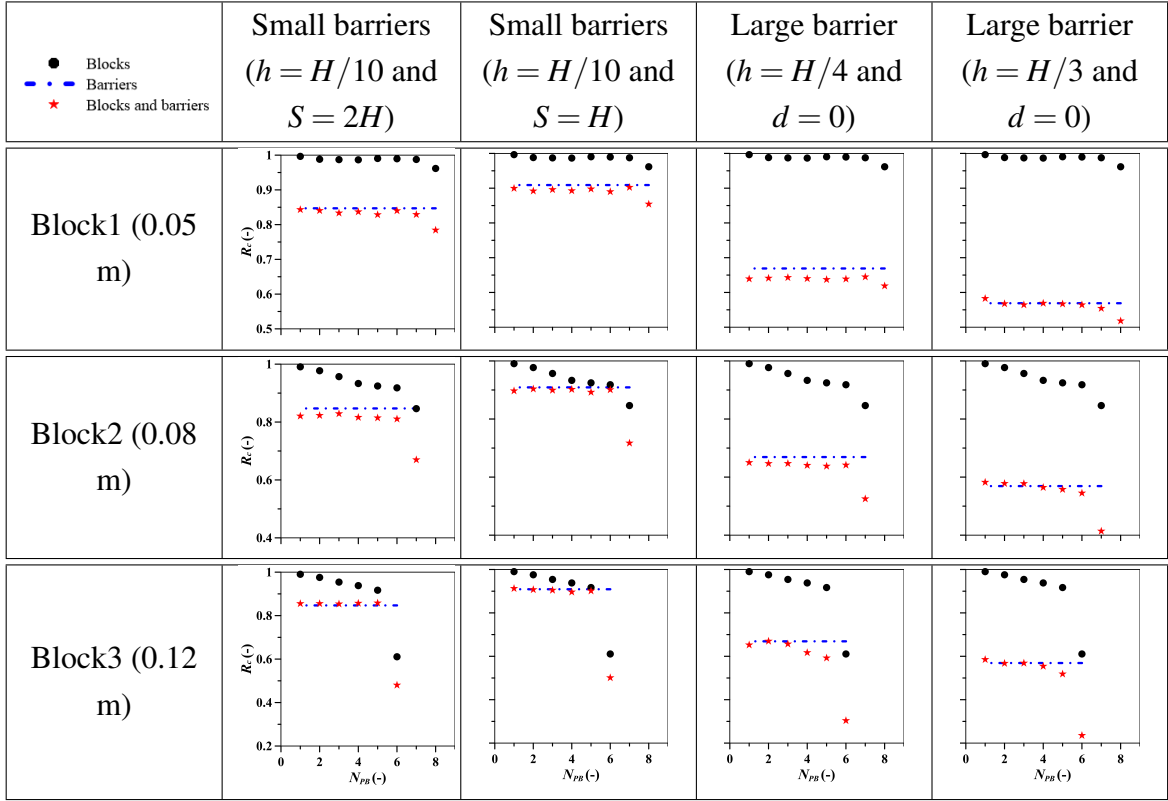 Blocks
Barriers
Blocks and barriers
Small barriers
(h = H/10 and
S = 2H)
Small barriers
(h = H/10 and
S = H)
Large barrier
(h = H/4 and
d = 0)
Large barrier
(h = H/3 and
d = 0)
Block1 (0.05
m)
1
0.9
0.8
0.7
0.6
0.5
Rc(-)
Block2 (0.08
m)
1
0.8
0.6
0.4
Rc(-)
Block3 (0.12
m)
1
0.8
0.6
0.4
0.2
Rc(-)
0 2 4 6 8
NPB(-)
0 2 4 6 8
NPB(-)
0 2 4 6 8
NPB(-)
0 2 4 6 8
NPB(-)